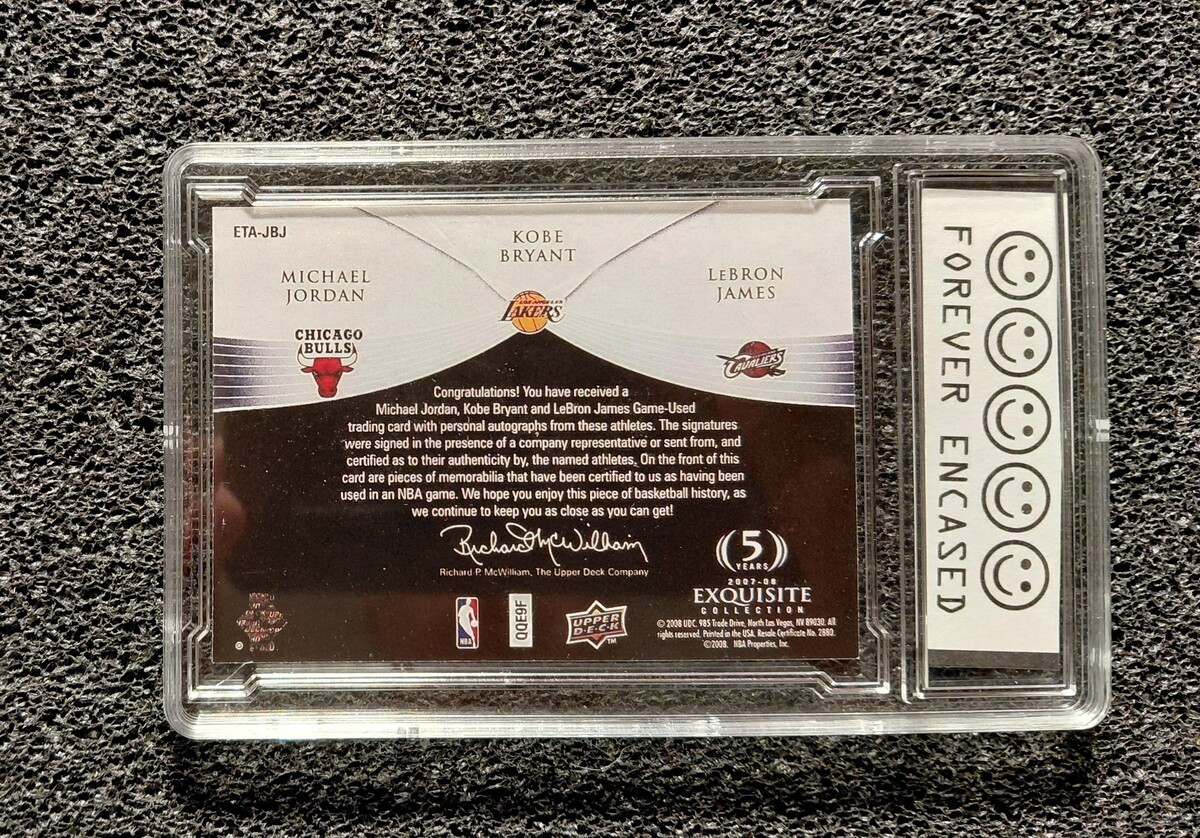 ETA-JBJ
MICHAEL
JORDAN
KOBE
BRYANT
LEBRON
JAMES
CHICAGO
BULLS
LOS ANGELES
LAKERS
CAVALIERS
Congratulations! You have received a
Michael Jordan, Kobe Bryant and LeBron James Game-Used
trading card with personal autographs from these athletes. The signatures
were signed in the presence of a company representative or sent from, and
certified as to their authenticity by, the named athletes. On the front of this
card are pieces of memorabilia that have been certified to us as having been
used in an NBA game. We hope you enjoy this piece of basketball history, as
we continue to keep you as close as you can get!
Richard McWilliam
Richard P. McWilliam, The Upper Deck Company
5
YEARS
2007-08
EXQUISITE
COLLECTION
NBA
QQE9F
UPPER
DECK
TM
© 2008 UDC. 985 Trade Drive, North Las Vegas, NV 89030. All
rights reserved. Printed in the USA. Resale Certificate No. 2880.
©2008. NBA Properties, Inc.
FOREVER ENCASED